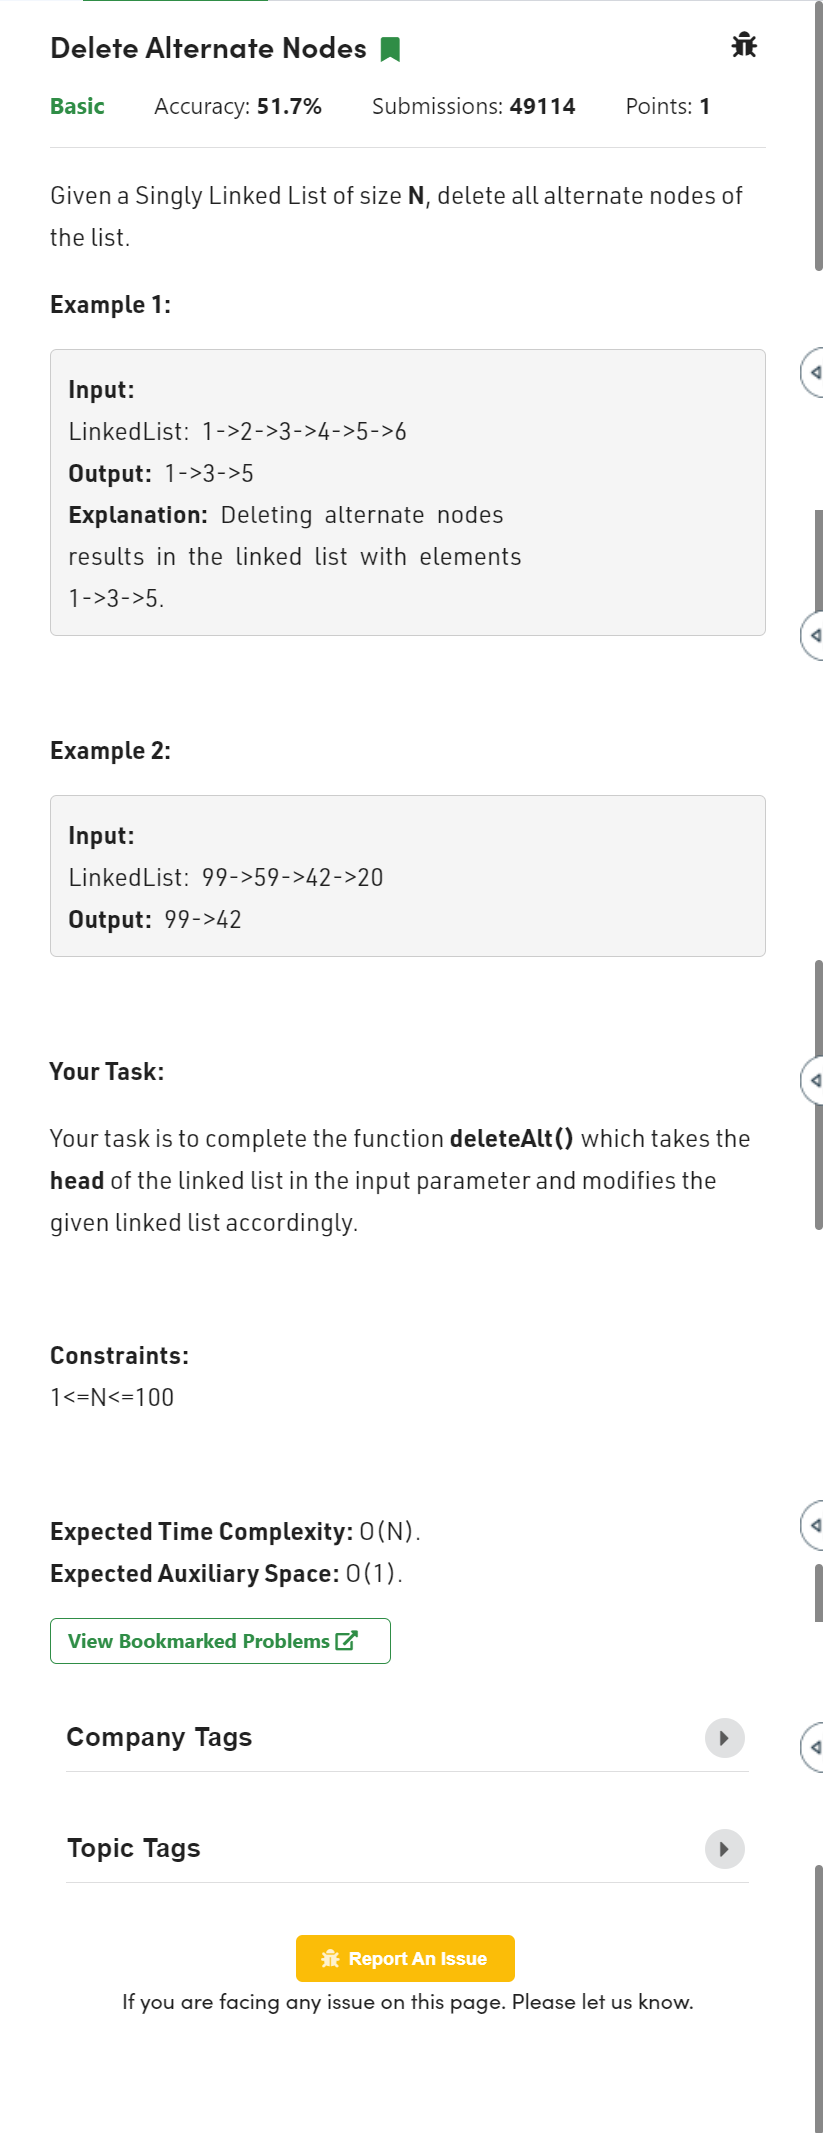 Delete Alternate Nodes
Basic Accuracy: 51.7% Submissions: 49114 Points: 1
Given a Singly Linked List of size N, delete all alternate nodes of
the list.
Example 1:
Input:
LinkedList: 1->2->3->4->5->6
Output: 1->3->5
Explanation: Deleting alternate nodes
results in the linked list with elements
1->3->5.
Example 2:
Input:
LinkedList: 99->59->42->20
Output: 99->42
Your Task:
Your task is to complete the function deleteAlt() which takes the
head of the linked list in the input parameter and modifies the
given linked list accordingly.
Constraints:
1<=N<=100
Expected Time Complexity: O(N).
Expected Auxiliary Space: O(1).
View Bookmarked Problems
Company Tags
Topic Tags
Report An Issue
If you are facing any issue on this page. Please let us know.